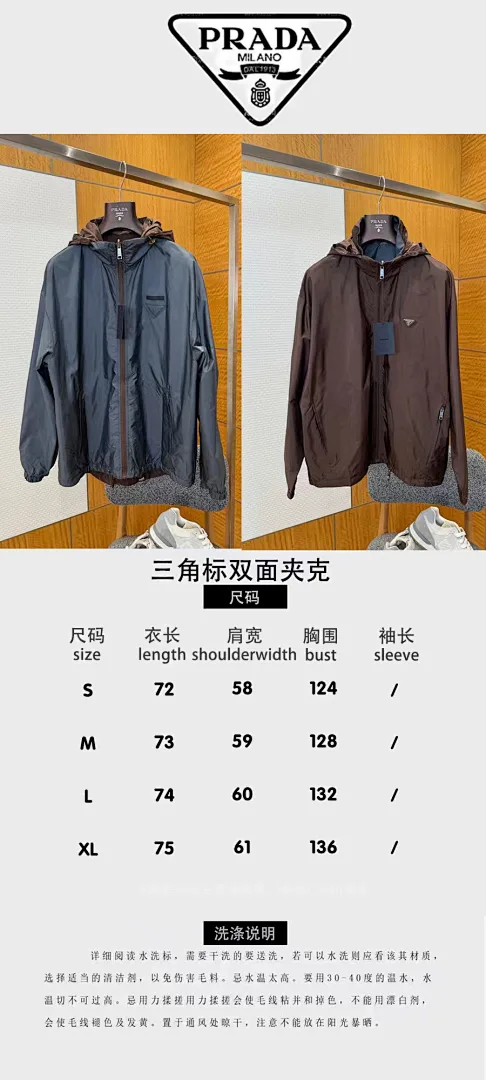 PRADA
MILANO
DAL 1913
PRADA
PRADA
三角标双面夹克
尺码
尺码 衣长 肩宽 胸围 袖长
size length shoulderwidth bust sleeve
S 72 58 124 /
M 73 59 128 /
L 74 60 132 /
XL 75 61 136 /
洗涤说明
详细阅读水洗标，需要干洗的要送洗，若可以水洗则应看该其材质，
选择适当的清洁剂，以免伤害毛料。忌水温太高。要用30-40度的温水，水
温切不可过高。忌用力揉搓用力揉搓会使毛线粘并和掉色，不能用漂白剂，
会使毛线褪色及发黄。置于通风处晾干，注意不能放在阳光暴晒。